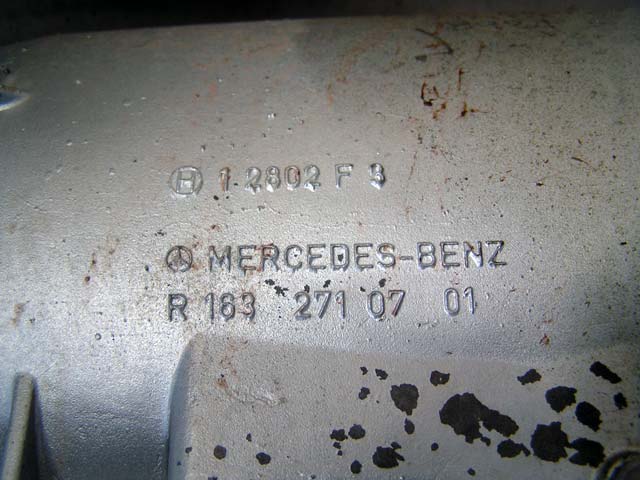 H 1 2802 F 3
MERCEDES-BENZ
R 163 271 07 01